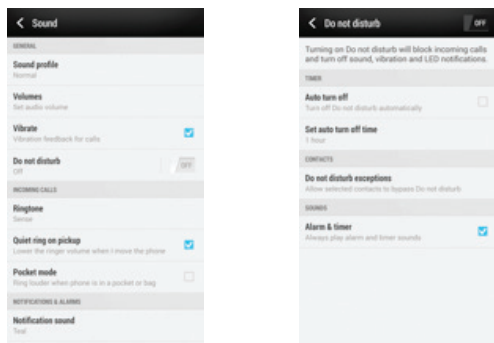 Sound
GENERAL
Sound profile
Normal
Volumes
Set audio volume
Vibrate
Vibration feedback for calls
Do not disturb
Off
OFF
INCOMING CALLS
Ringtone
Sense
Quiet ring on pickup
Lower the ringer volume when I move the phone
Pocket mode
Ring louder when phone is in a pocket or bag
NOTIFICATIONS & ALARMS
Notification sound
Teal
Do not disturb
OFF
Turning on Do not disturb will block incoming calls
and turn off sound, vibration and LED notifications.
TIMER
Auto turn off
Turn off Do not disturb automatically
Set auto turn off time
1 hour
CONTACTS
Do not disturb exceptions
Allow selected contacts to bypass Do not disturb
SOUNDS
Alarm & timer
Always play alarm and timer sounds